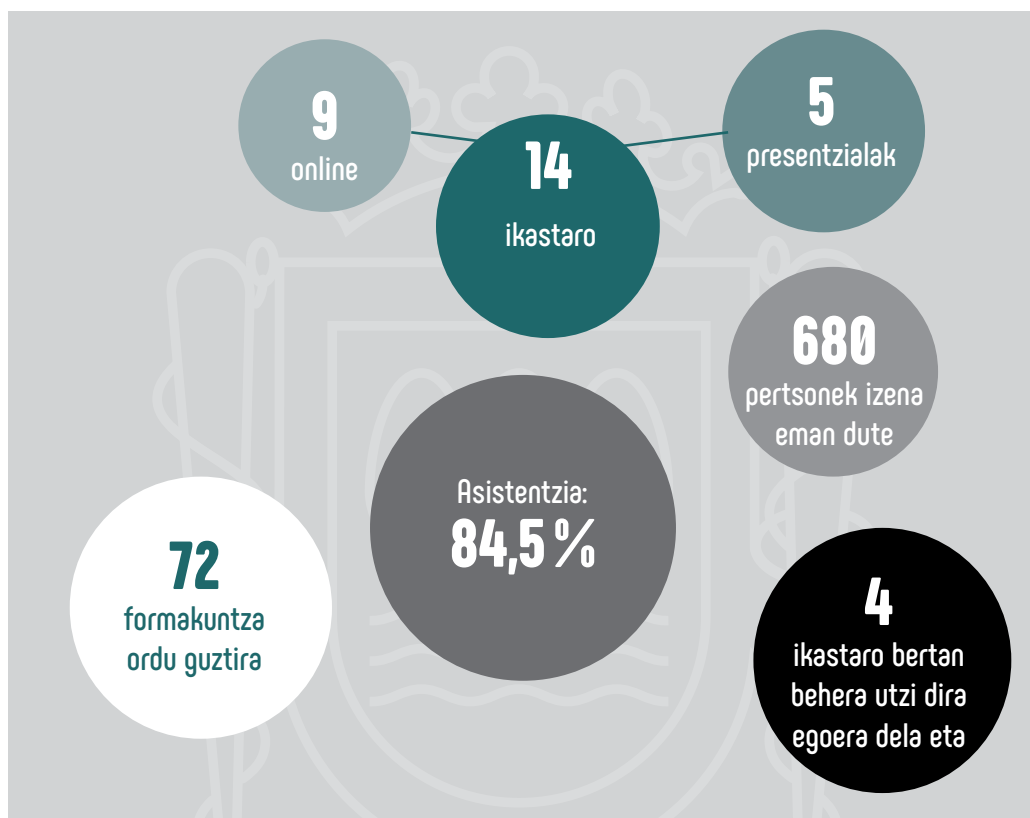 9
online
14
ikastaro
5
presentzialak
680
pertsonek izena
eman dute
Asistentzia:
84,5 %
72
formakuntza
ordu guztira
4
ikastaro bertan
behera utzi dira
egoera dela eta